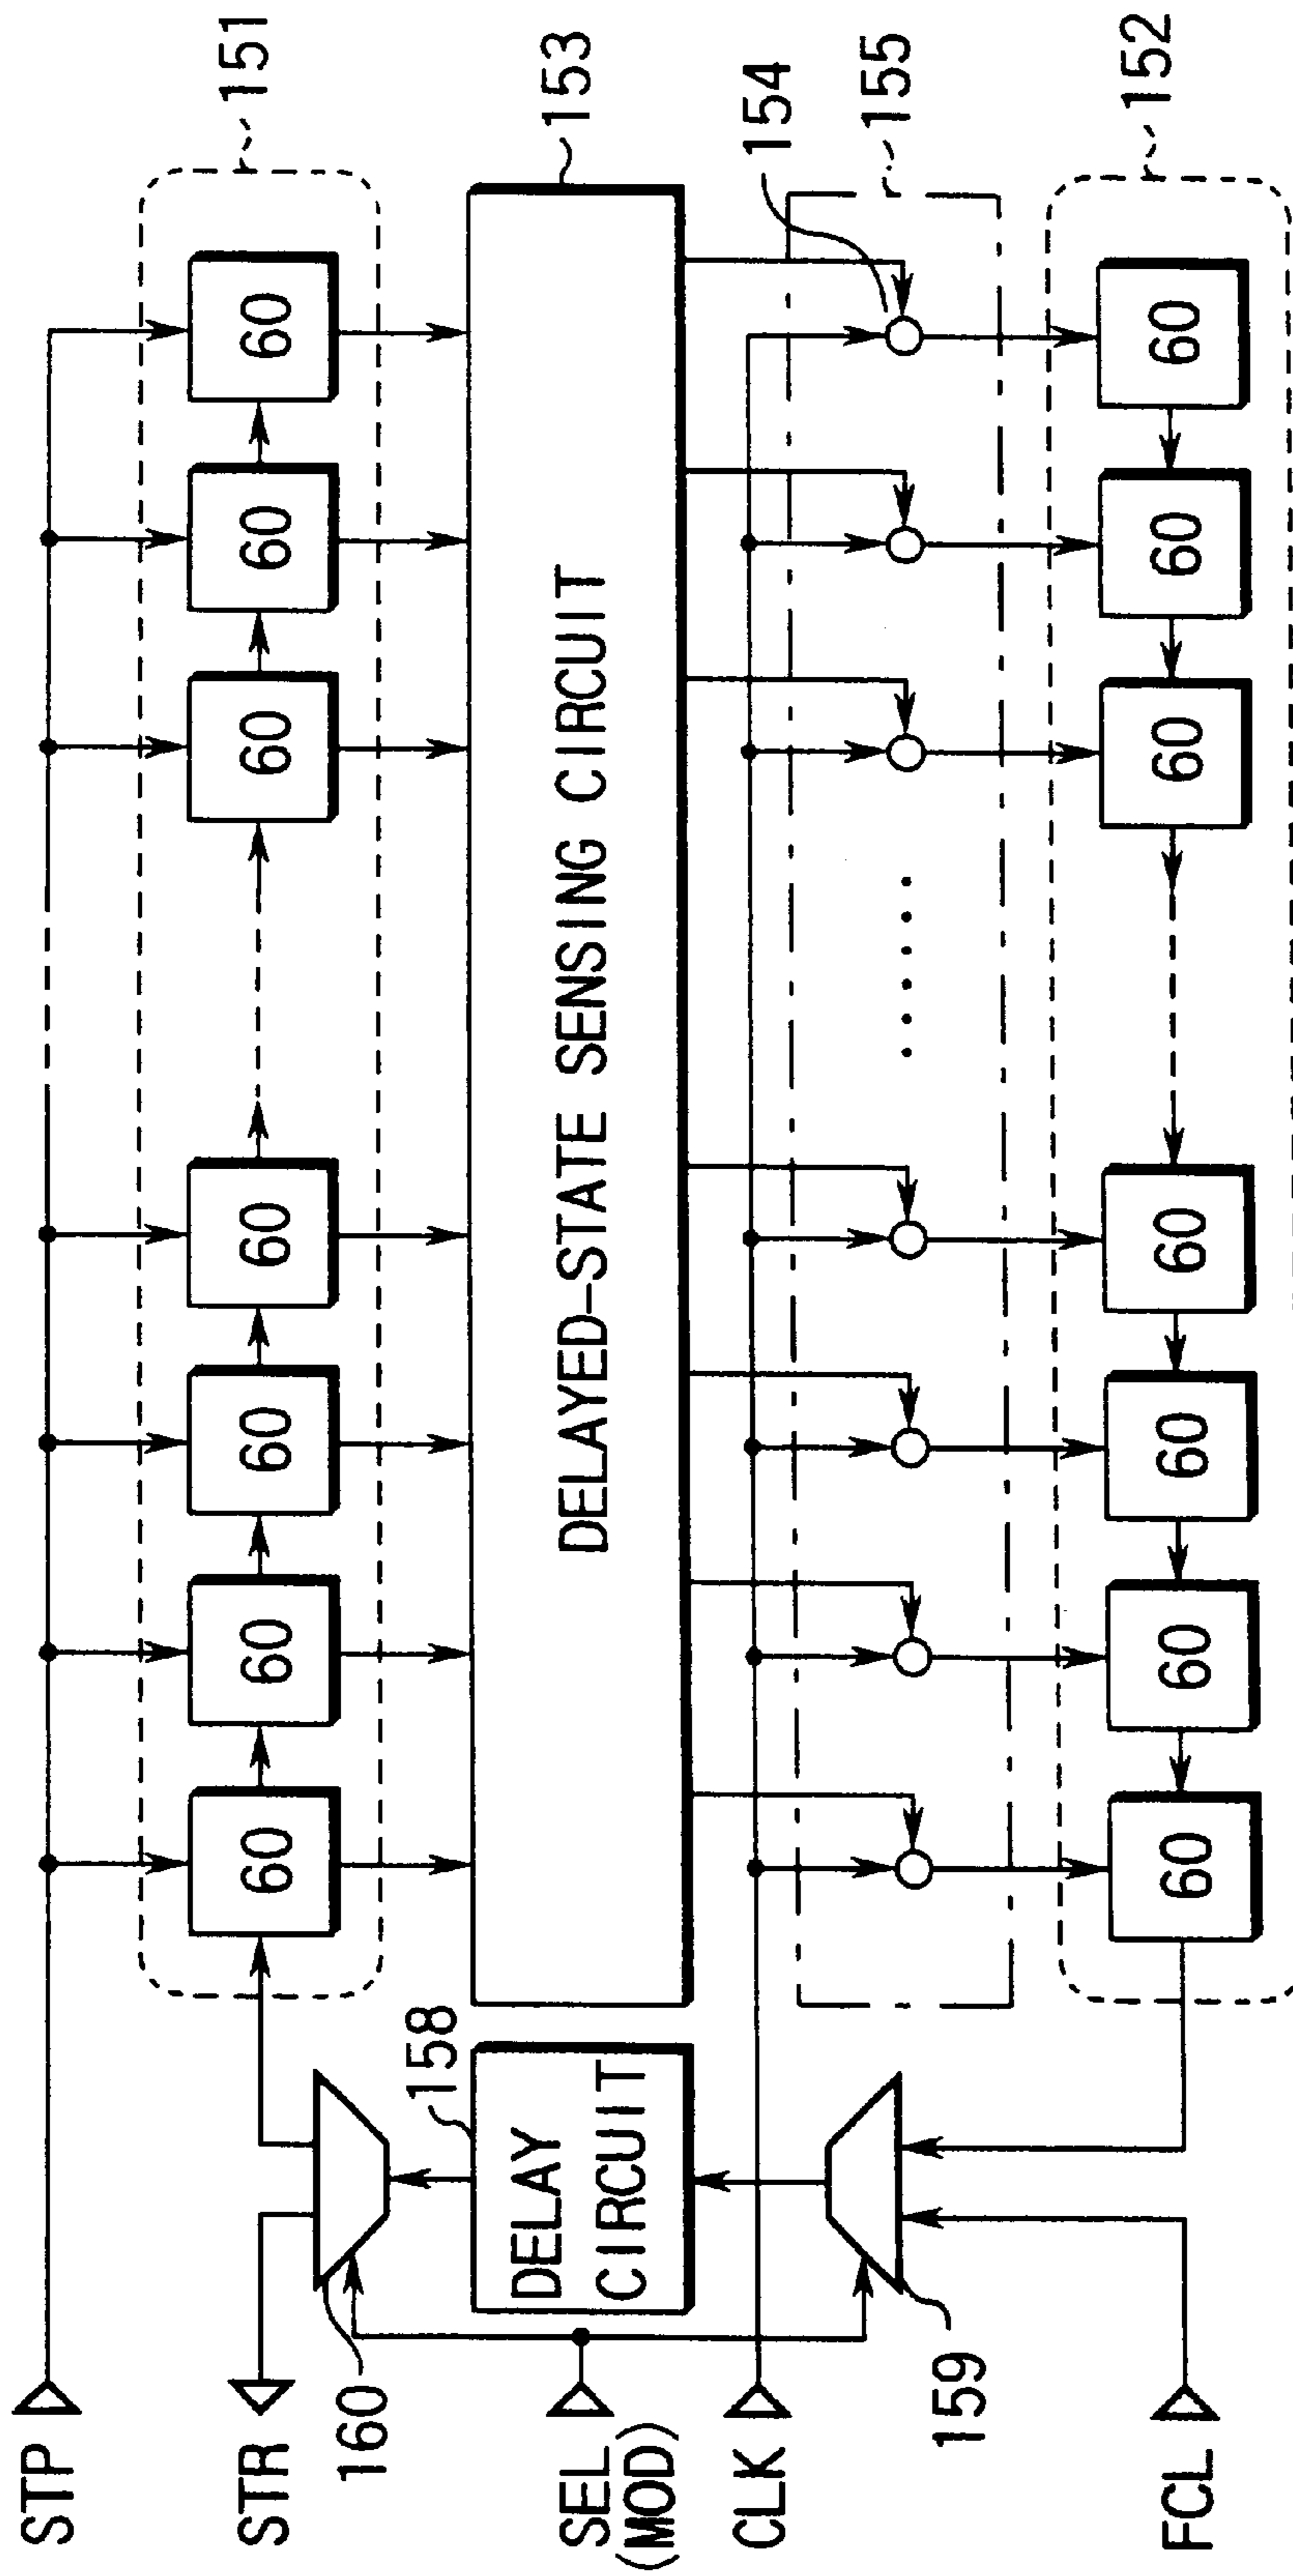 STP
STR
160
SEL
(MOD)
CLK
159
FCL
158
DELAY
CIRCUIT
60
60
60
60
60
60
60
151
DELAYED-STATE SENSING CIRCUIT
153
154
155
60
60
60
60
60
60
60
152